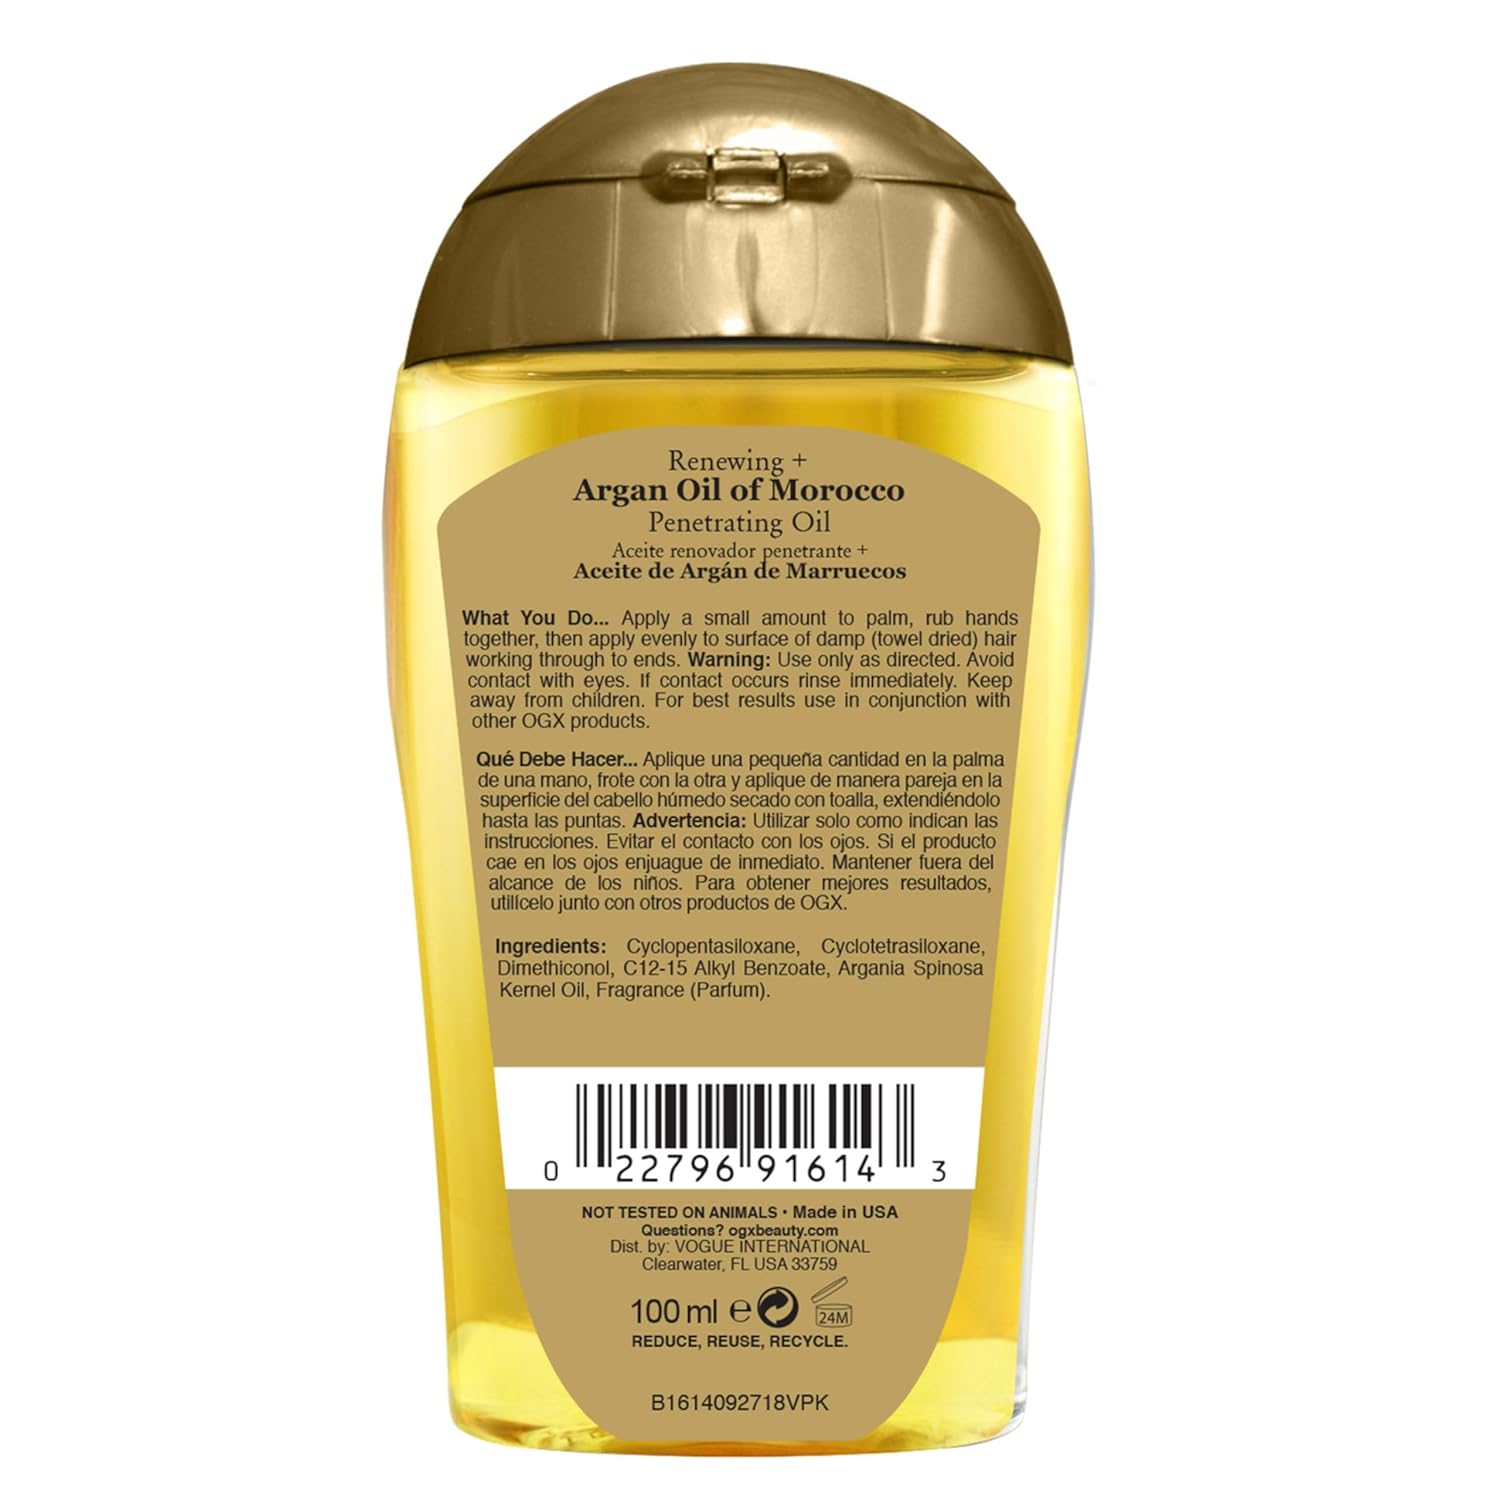 Renewing +
Argan Oil of Morocco
Penetrating Oil
Aceite renovador penetrante +
Aceite de Argán de Marruecos
What You Do... Apply a small amount to palm, rub hands
together, then apply evenly to surface of damp (towel dried) hair
working through to ends. Warning: Use only as directed. Avoid
contact with eyes. If contact occurs rinse immediately. Keep
away from children. For best results use in conjunction with
other OGX products.
Qué Debe Hacer... Aplique una pequeña cantidad en la palma
de una mano, frote con la otra y aplique de manera pareja en la
superficie del cabello húmedo secado con toalla, extendiéndolo
hasta las puntas. Advertencia: Utilizar solo como indican las
instrucciones. Evitar el contacto con los ojos. Si el producto
cae en los ojos enjuague de inmediato. Mantener fuera del
alcance de los niños. Para obtener mejores resultados,
utilícelo junto con otros productos de OGX.
Ingredients: Cyclopentasiloxane, Cyclotetrasiloxane,
Dimethiconol, C12-15 Alkyl Benzoate, Argania Spinosa
Kernel Oil, Fragrance (Parfum).
0 22796 91614 3
NOT TESTED ON ANIMALS • Made in USA
Questions? ogxbeauty.com
Dist. by: VOGUE INTERNATIONAL
Clearwater, FL USA 33759
100 ml ℮ 24M
REDUCE, REUSE, RECYCLE.
B1614092718VPK